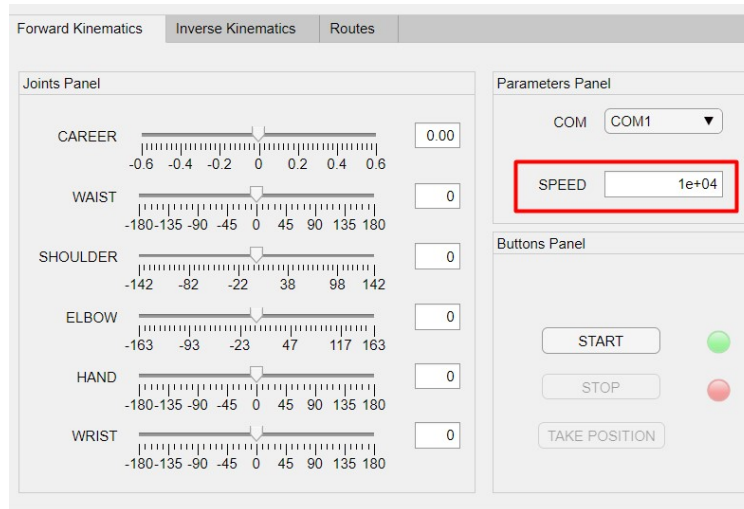 Forward Kinematics Inverse Kinematics Routes
Joints Panel
CAREER 0.00
-0.6 -0.4 -0.2 0 0.2 0.4 0.6
WAIST 0
-180 -135 -90 -45 0 45 90 135 180
SHOULDER 0
-142 -82 -22 38 98 142
ELBOW 0
-163 -93 -23 47 117 163
HAND 0
-180 -135 -90 -45 0 45 90 135 180
WRIST 0
-180 -135 -90 -45 0 45 90 135 180
Parameters Panel
COM COM1
SPEED 1e+04
Buttons Panel
START
STOP
TAKE POSITION